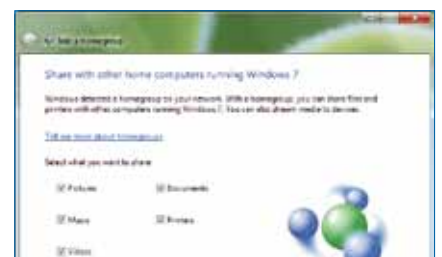 Join a homegroup
Share with other home computers running Windows 7
Windows detected a homegroup on your network. With a homegroup, you can share files and
printers with other computers running Windows 7. You can also stream media to devices.
Tell me more about homegroups
Select what you want to share:
Pictures Documents
Music Printers
Videos